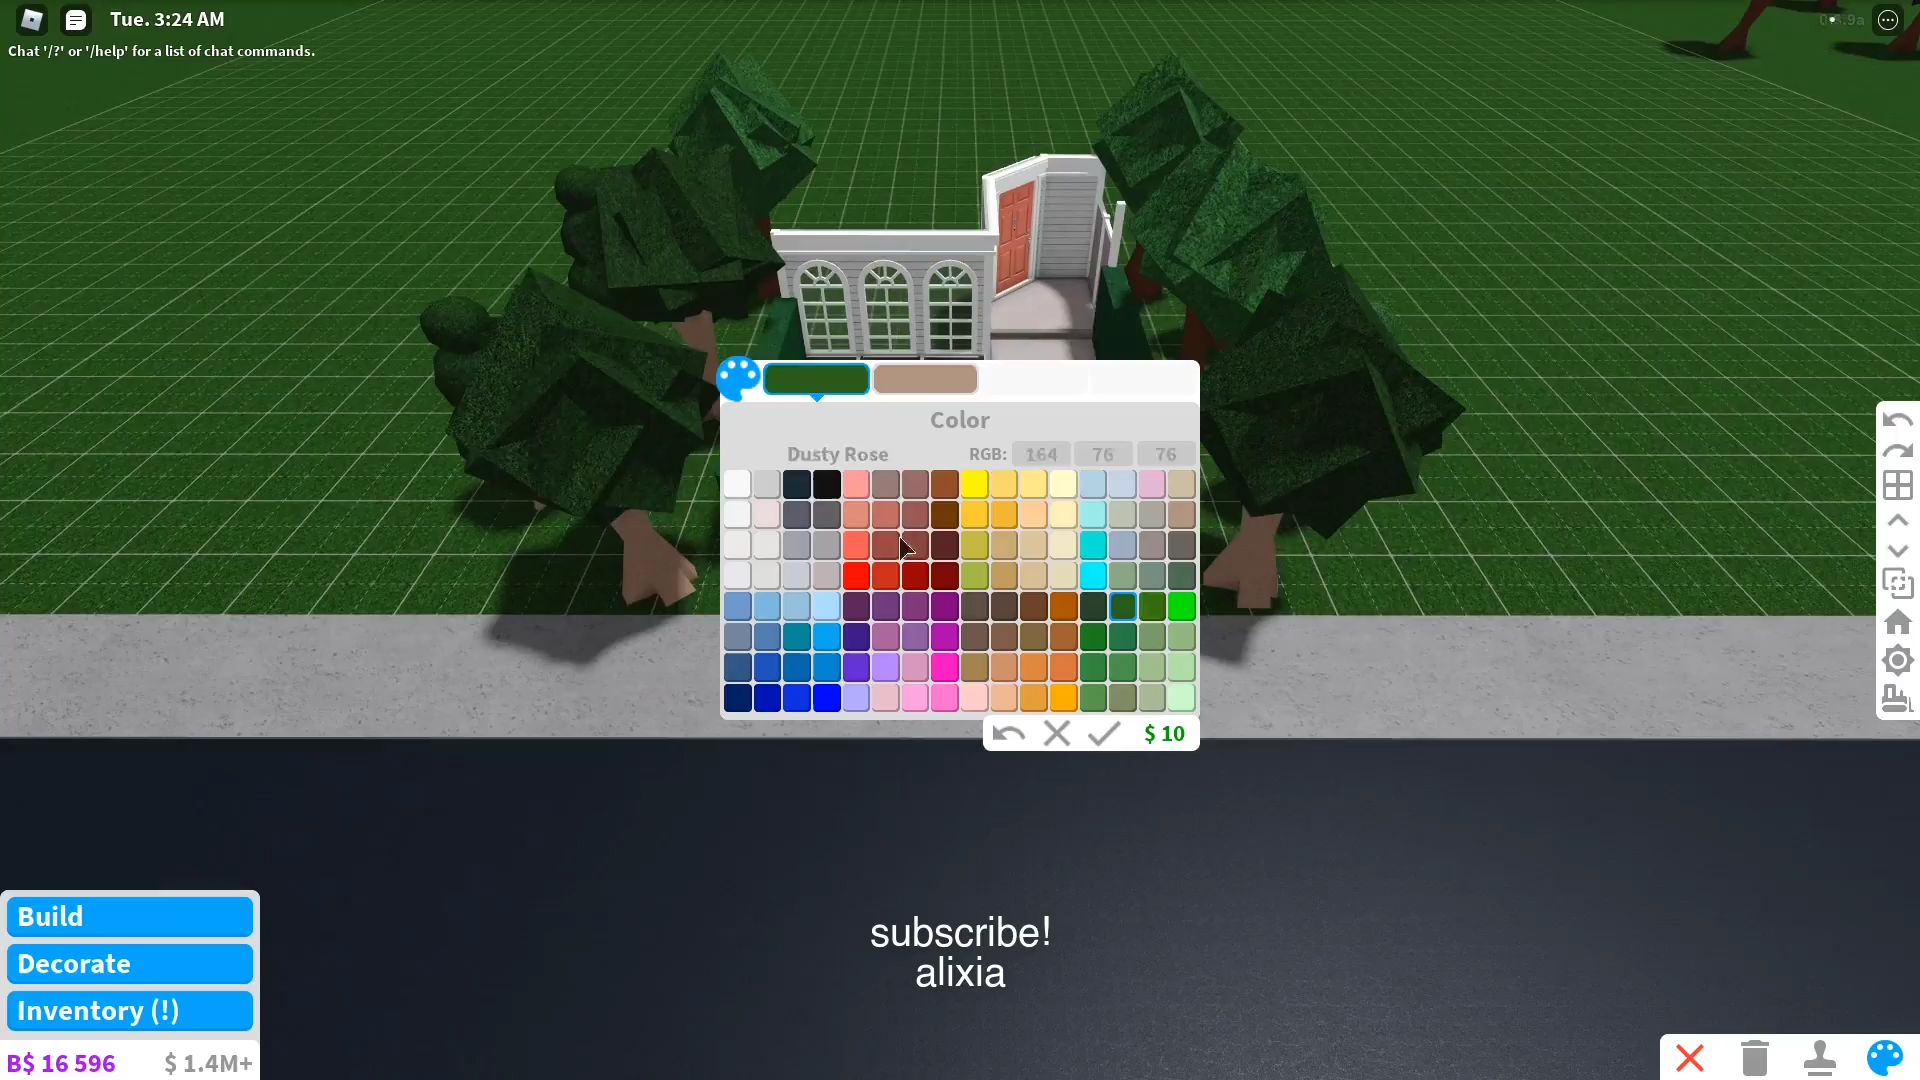 Tue. 3:24 AM
Chat '/?' or '/help' for a list of chat commands.
Color
Dusty Rose
RGB: 164 76 76
$ 10
Build
Decorate
Inventory (!)
B$ 16 596
$ 1.4M+
subscribe!
alixia